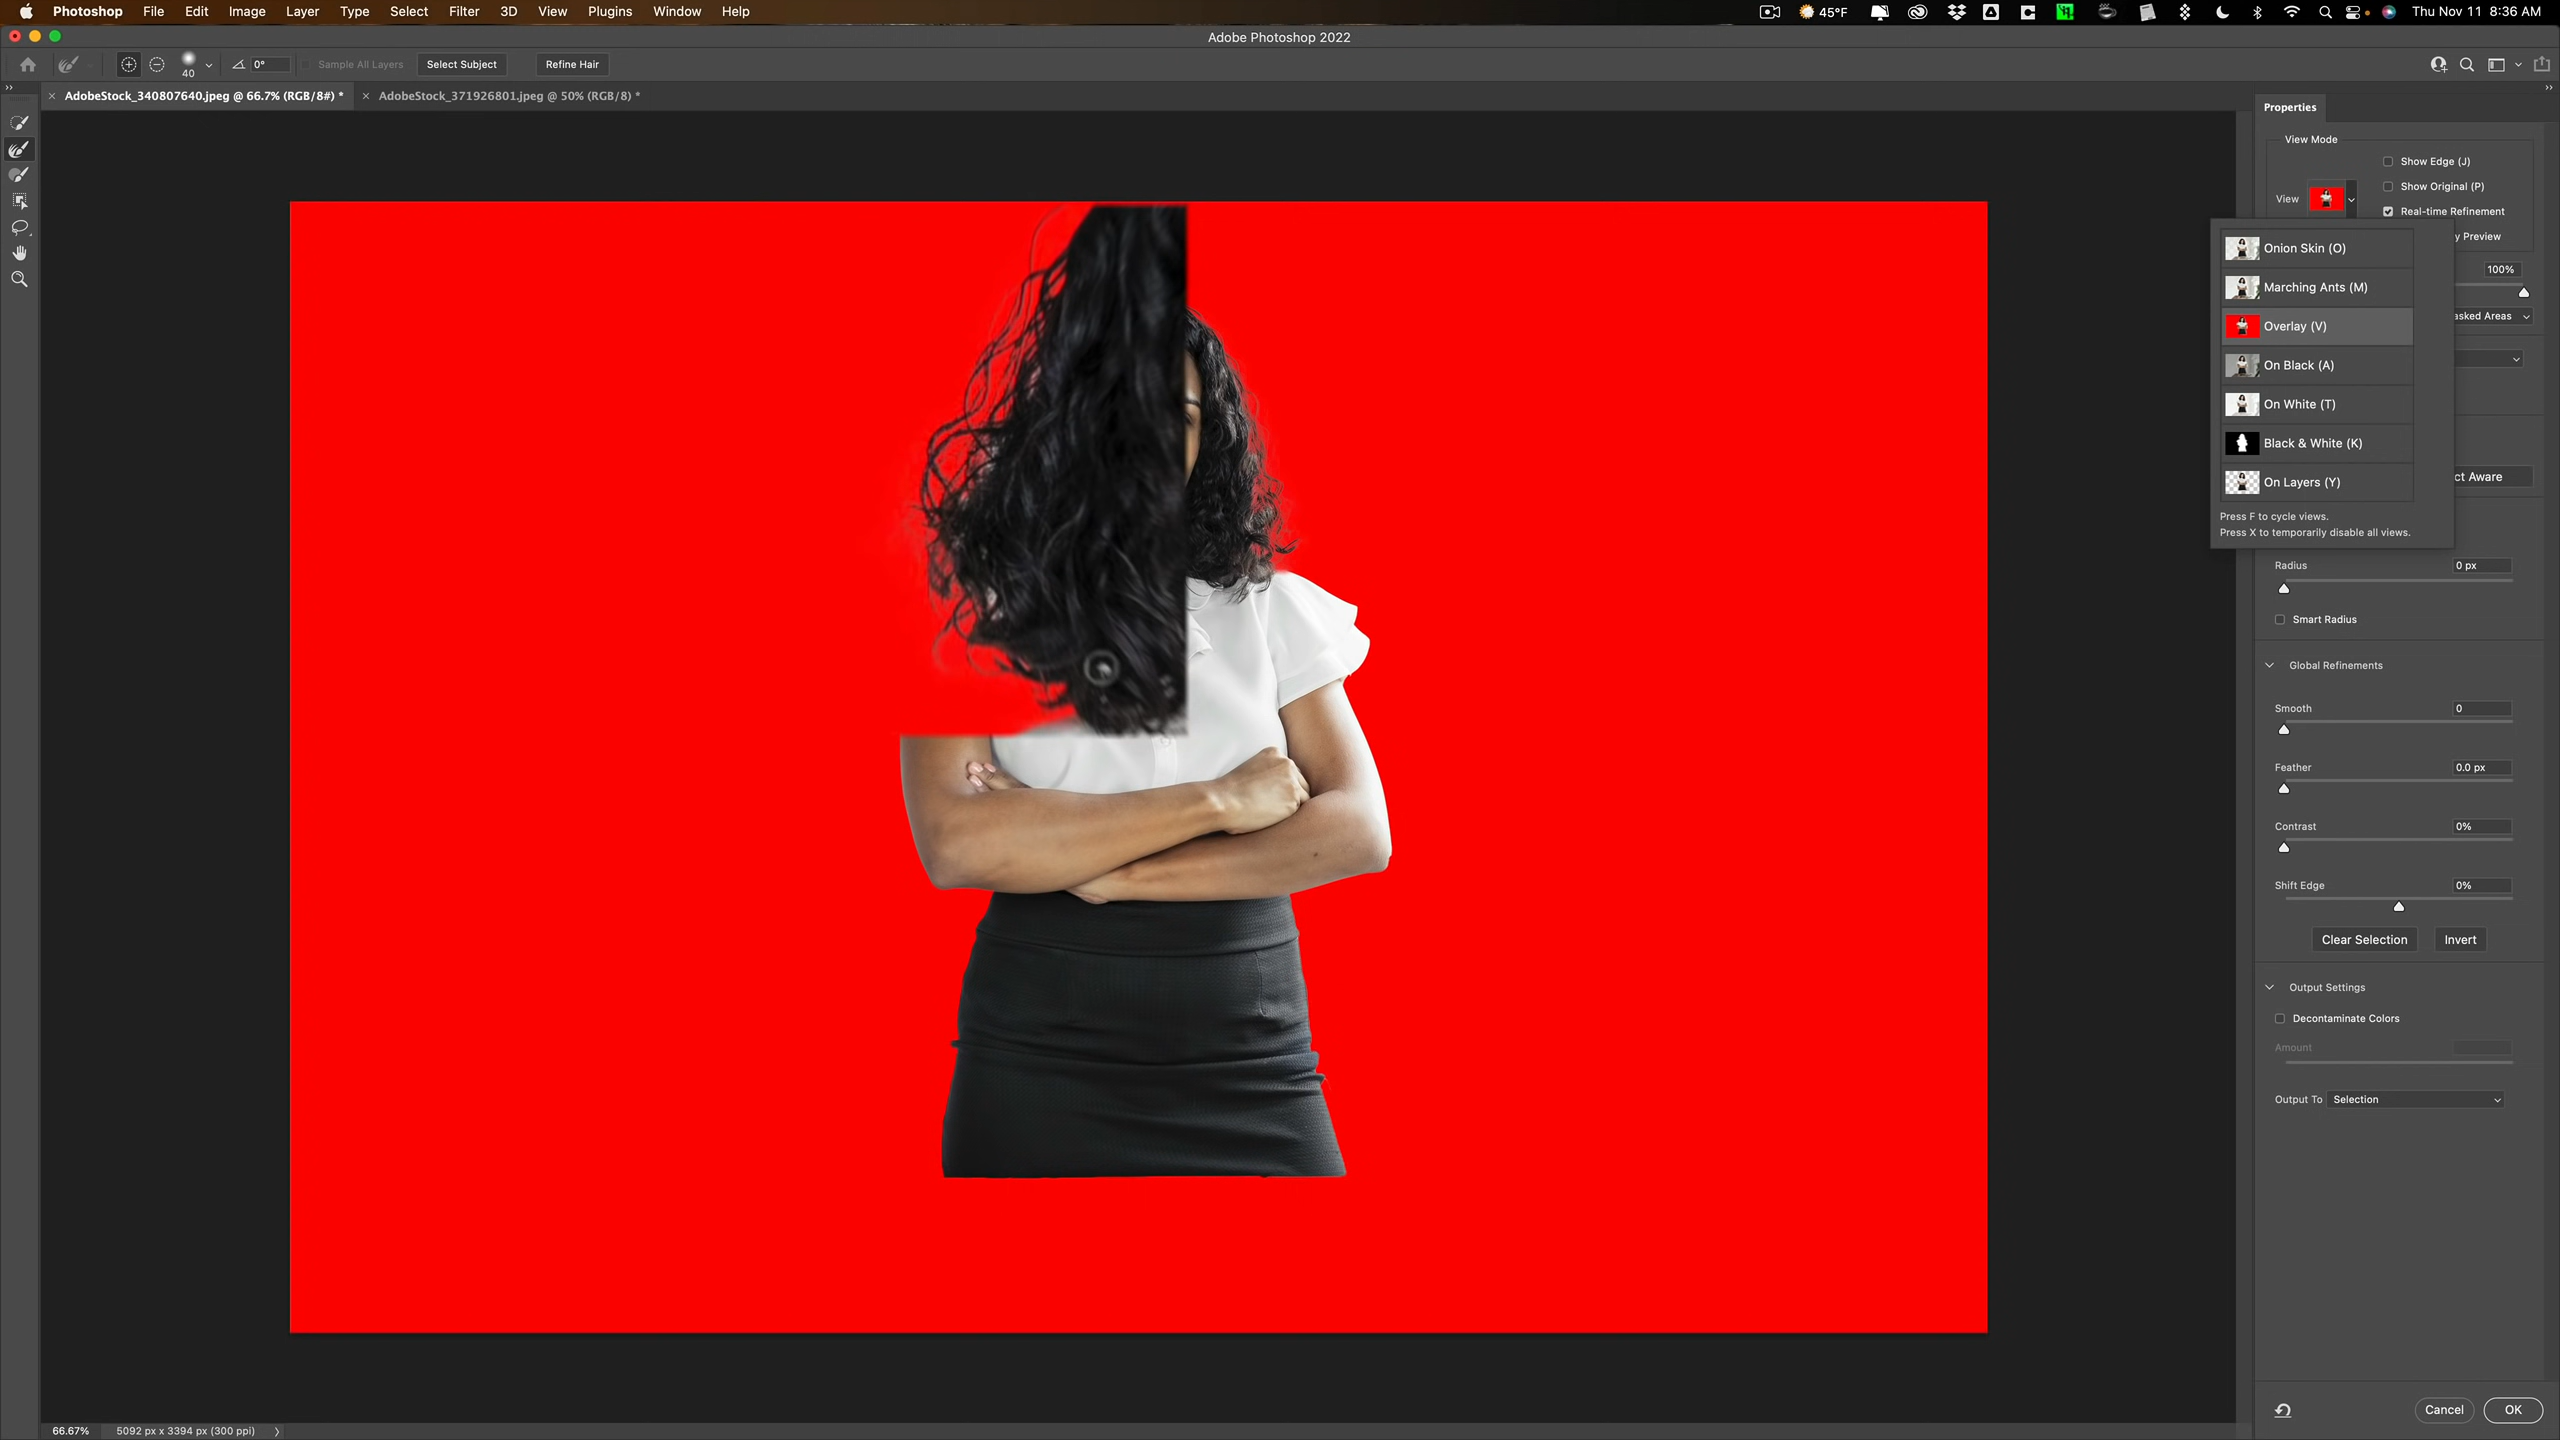 Photoshop File Edit Image Layer Type Select Filter 3D View Plugins Window Help 45°F Thu Nov 11 8:36 AM
Adobe Photoshop 2022
40 0° Sample All Layers Select Subject Refine Hair
AdobeStock_340807640.jpeg @ 66.7% (RGB/8#) * AdobeStock_371926801.jpeg @ 50% (RGB/8) *
Properties
View Mode
Show Edge (J)
Show Original (P)
View
Real-time Refinement
y Preview
Onion Skin (O)
100%
Marching Ants (M)
asked Areas
Overlay (V)
On Black (A)
On White (T)
Black & White (K)
ct Aware
On Layers (Y)
Press F to cycle views.
Press X to temporarily disable all views.
Radius 0 px
Smart Radius
Global Refinements
Smooth 0
Feather 0.0 px
Contrast 0%
Shift Edge 0%
Clear Selection Invert
Output Settings
Decontaminate Colors
Amount
Output To Selection
Cancel OK
66.67% 5092 px x 3394 px (300 ppi)